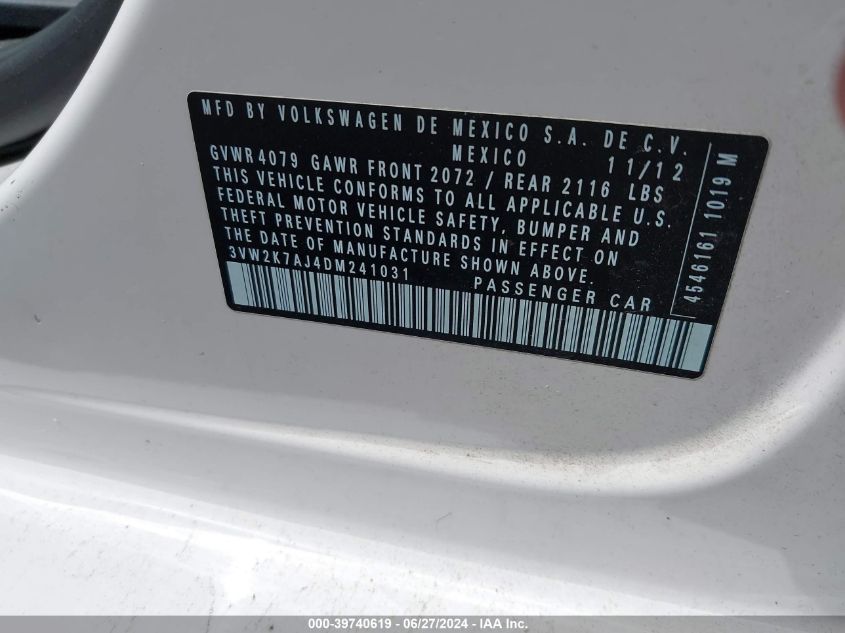 MFD BY VOLKSWAGEN DE MEXICO S.A. DE C.V.
MEXICO 11/12
GVWR 4079 GAWR FRONT 2072 / REAR 2116 LBS
THIS VEHICLE CONFORMS TO ALL APPLICABLE U.S.
FEDERAL MOTOR VEHICLE SAFETY, BUMPER AND
THEFT PREVENTION STANDARDS IN EFFECT ON
THE DATE OF MANUFACTURE SHOWN ABOVE.
3VW2K7AJ4DM241031 PASSENGER CAR
4546161 1019 M
000-39740619 - 06/27/2024 - IAA Inc.